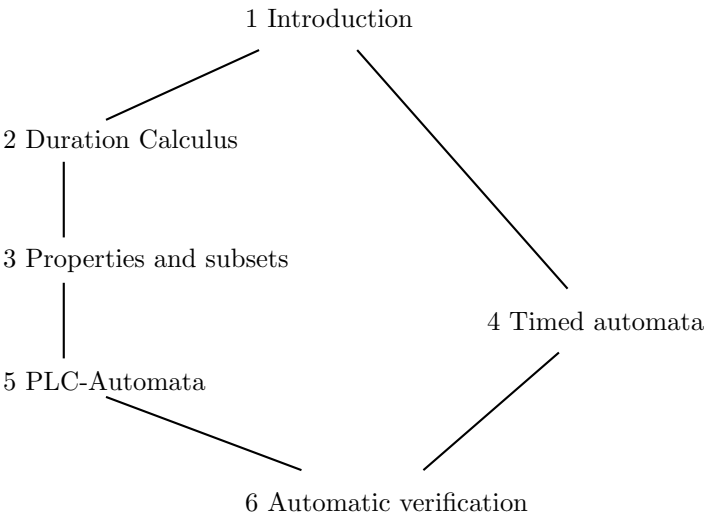 1 Introduction
2 Duration Calculus
3 Properties and subsets
4 Timed automata
5 PLC-Automata
6 Automatic verification